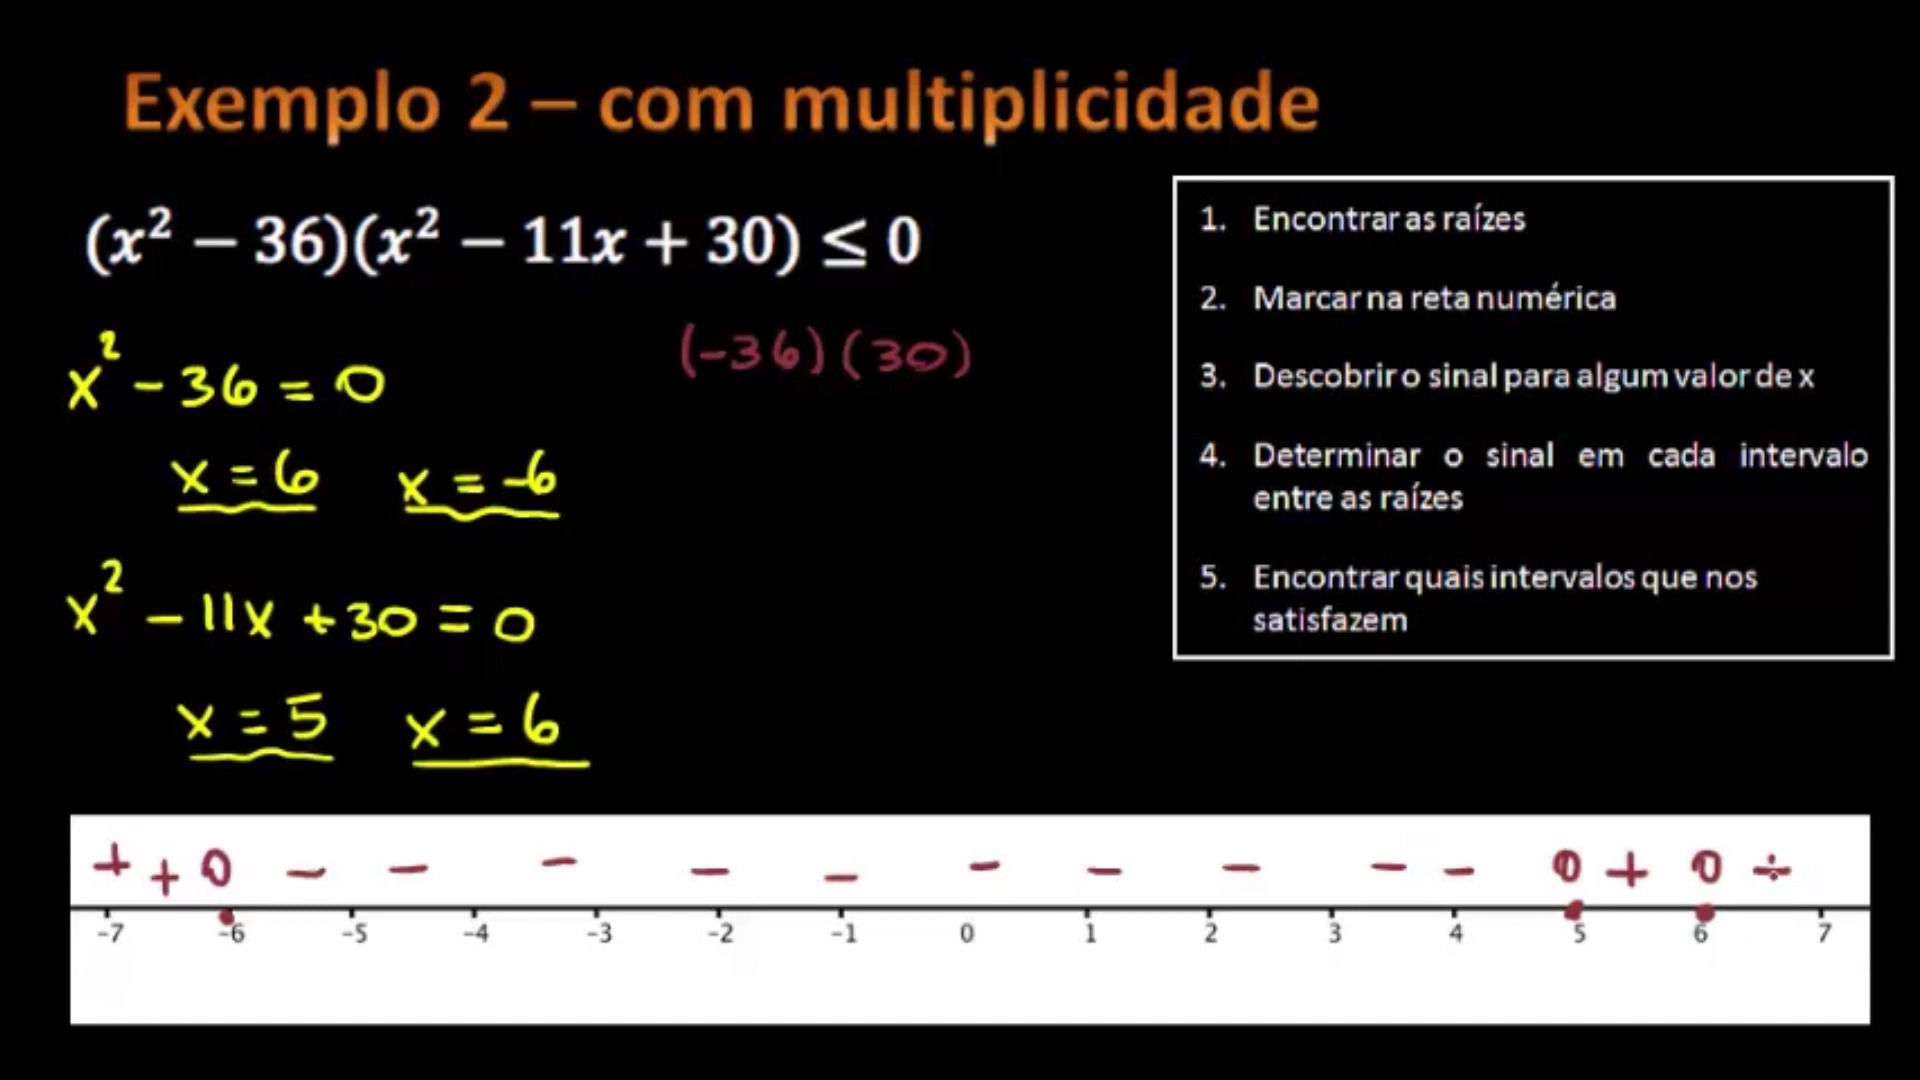 Exemplo 2 – com multiplicidade
(x² − 36)(x² − 11x + 30) ≤ 0
(-36)(30)
x² - 36 = 0
x = 6 x = -6
x² - 11x + 30 = 0
x = 5 x = 6
1. Encontrar as raízes
2. Marcar na reta numérica
3. Descobrir o sinal para algum valor de x
4. Determinar o sinal em cada intervalo
entre as raízes
5. Encontrar quais intervalos que nos
satisfazem
+ + 0 - - - - - - - - - - 0 + 0 ÷
-7 -6 -5 -4 -3 -2 -1 0 1 2 3 4 5 6 7